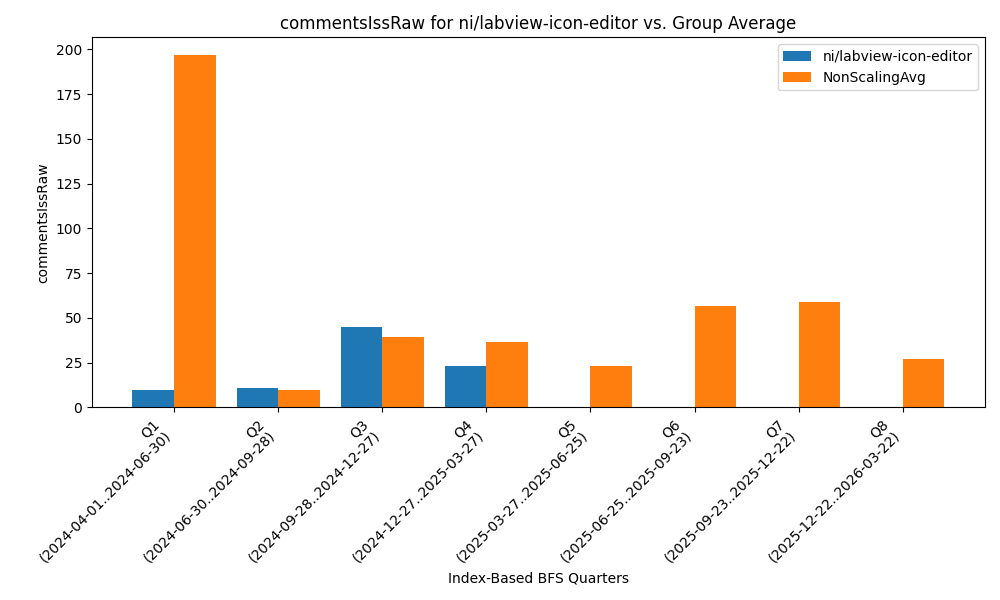 commentsIssRaw for ni/labview-icon-editor vs. Group Average
ni/labview-icon-editor
NonScalingAvg
commentsIssRaw
200
175
150
125
100
75
50
25
0
Q1
(2024-04-01..2024-06-30)
Q2
(2024-06-30..2024-09-28)
Q3
(2024-09-28..2024-12-27)
Q4
(2024-12-27..2025-03-27)
Q5
(2025-03-27..2025-06-25)
Q6
(2025-06-25..2025-09-23)
Q7
(2025-09-23..2025-12-22)
Q8
(2025-12-22..2026-03-22)
Index-Based BFS Quarters